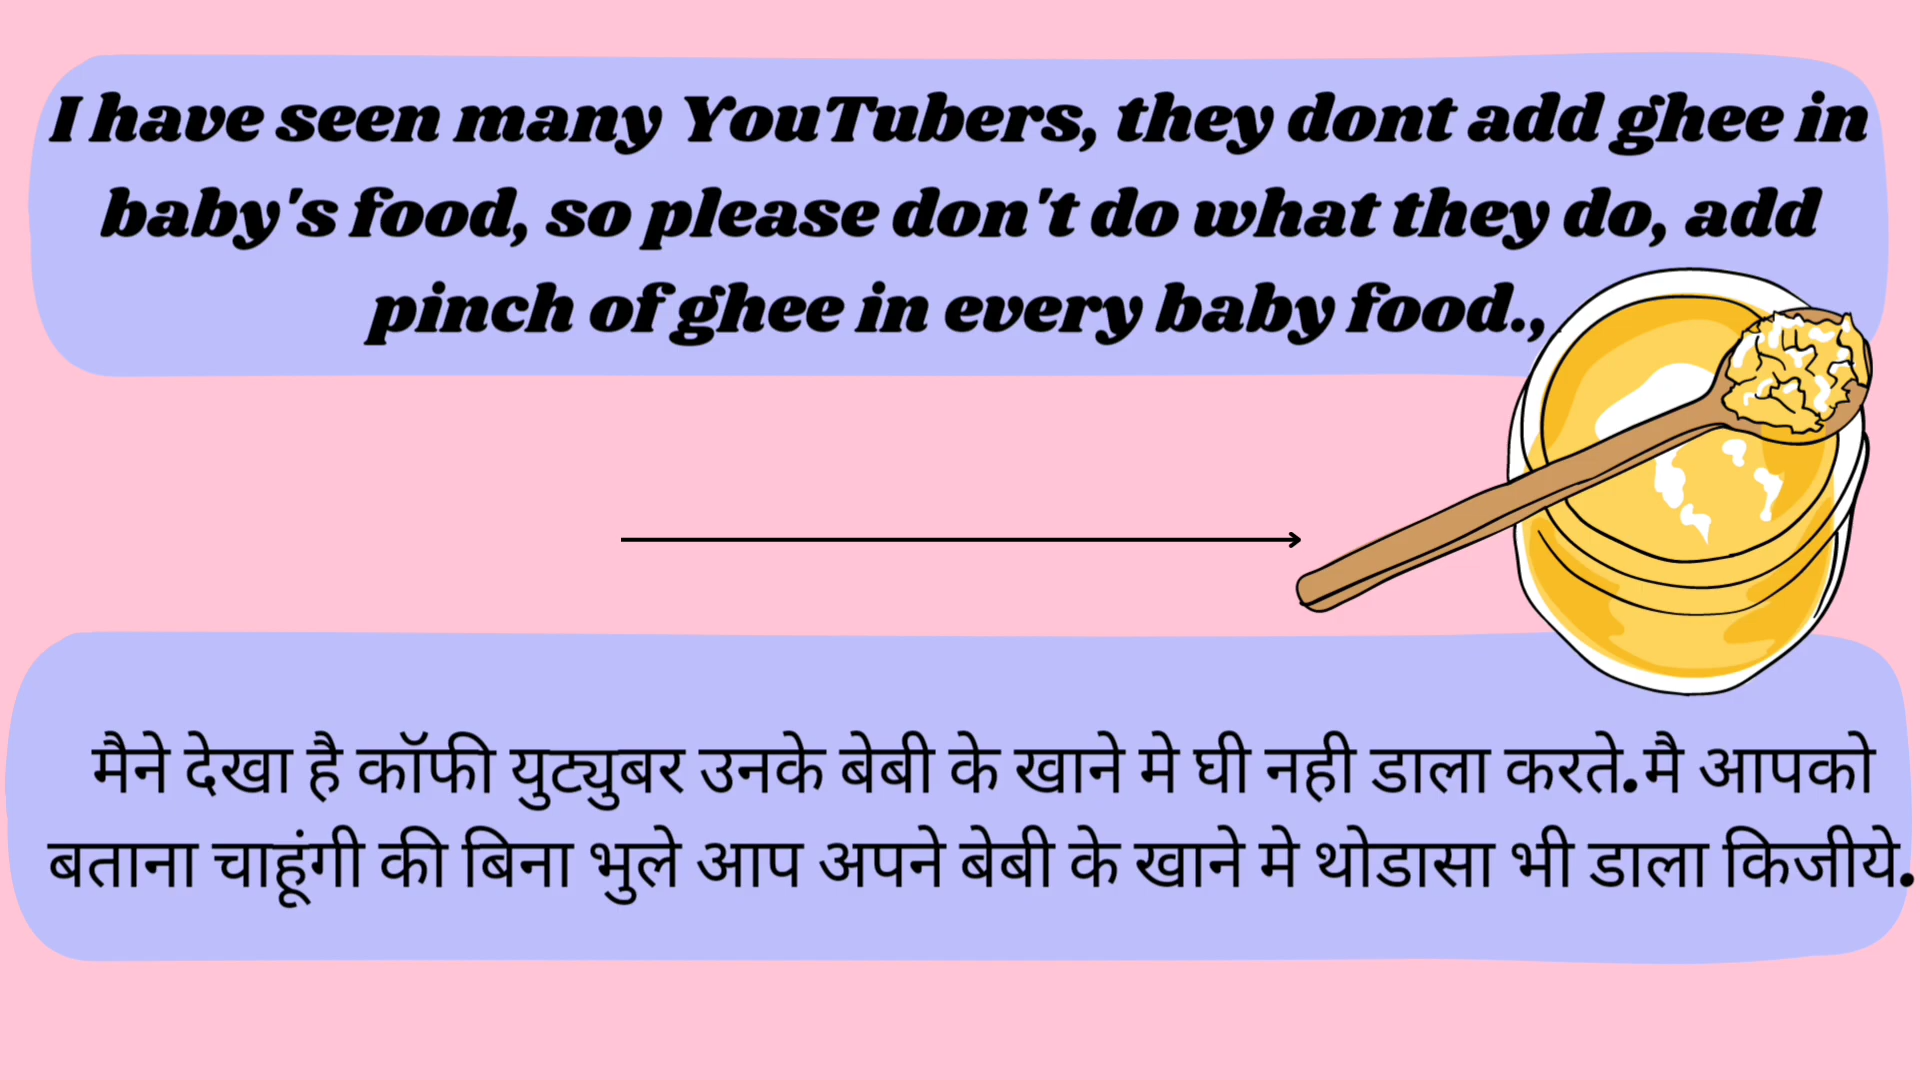 I have seen many YouTubers, they dont add ghee in
baby's food, so please don't do what they do, add
pinch of ghee in every baby food.,
मैने देखा है कॉफी युट्युबर उनके बेबी के खाने मे घी नही डाला करते.मै आपको
बताना चाहूंगी की बिना भुले आप अपने बेबी के खाने मे थोडासा भी डाला किजीये.